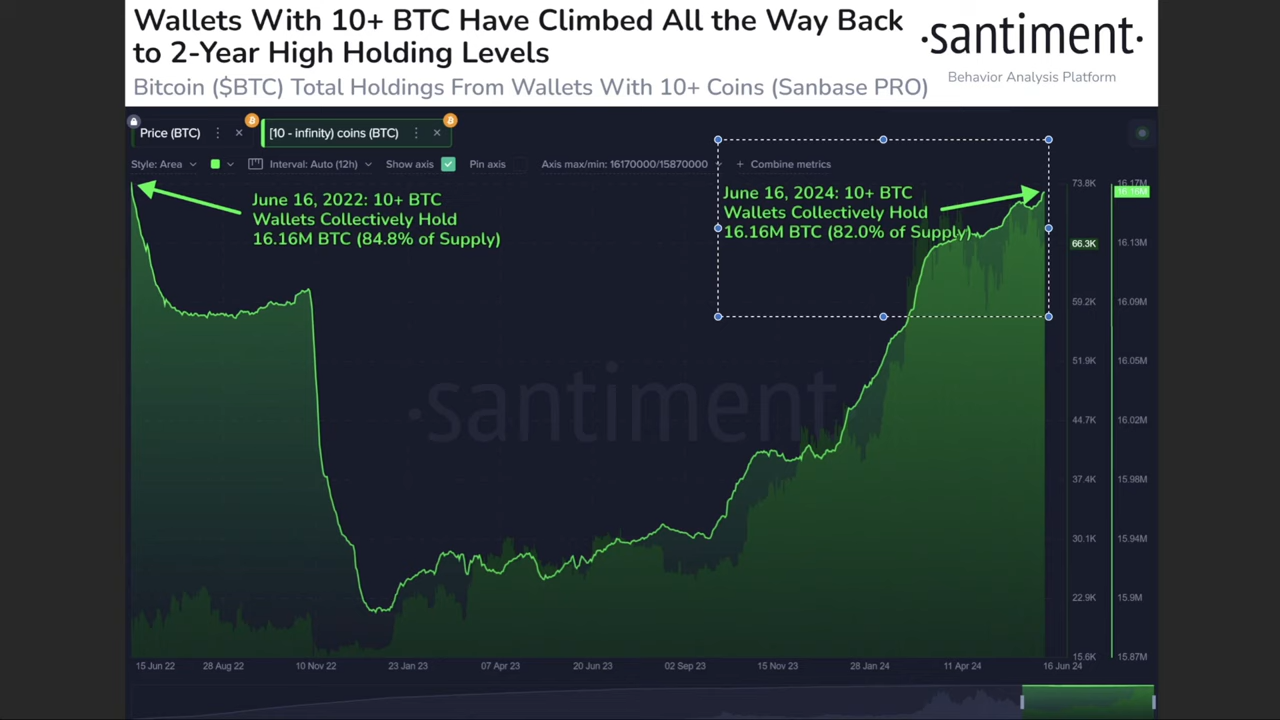 Wallets With 10+ BTC Have Climbed All the Way Back
to 2-Year High Holding Levels
Bitcoin ($BTC) Total Holdings From Wallets With 10+ Coins (Sanbase PRO)
·santiment·
Behavior Analysis Platform
Price (BTC)
[10 - infinity) coins (BTC)
Style: Area
Interval: Auto (12h)
Show axis
Pin axis
Axis max/min: 16170000/15870000
+ Combine metrics
June 16, 2022: 10+ BTC
Wallets Collectively Hold
16.16M BTC (84.8% of Supply)
June 16, 2024: 10+ BTC
Wallets Collectively Hold
16.16M BTC (82.0% of Supply)
·santiment·
73.8K
66.3K
59.2K
51.9K
44.7K
37.4K
30.1K
22.9K
15.6K
16.17M
16.13M
16.09M
16.05M
16.02M
15.98M
15.94M
15.9M
15.87M
15 Jun 22
28 Aug 22
10 Nov 22
23 Jan 23
07 Apr 23
20 Jun 23
02 Sep 23
15 Nov 23
28 Jan 24
11 Apr 24
16 Jun 24